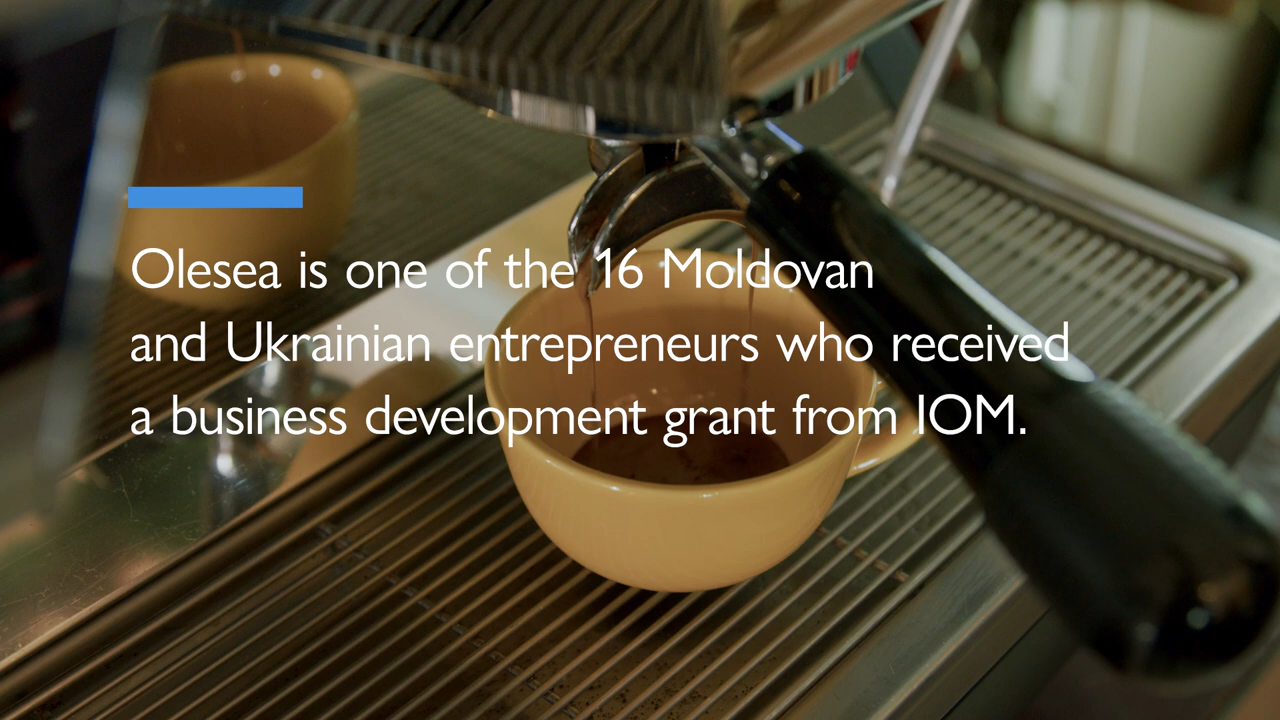 Olesea is one of the 16 Moldovan
and Ukrainian entrepreneurs who received
a business development grant from IOM.